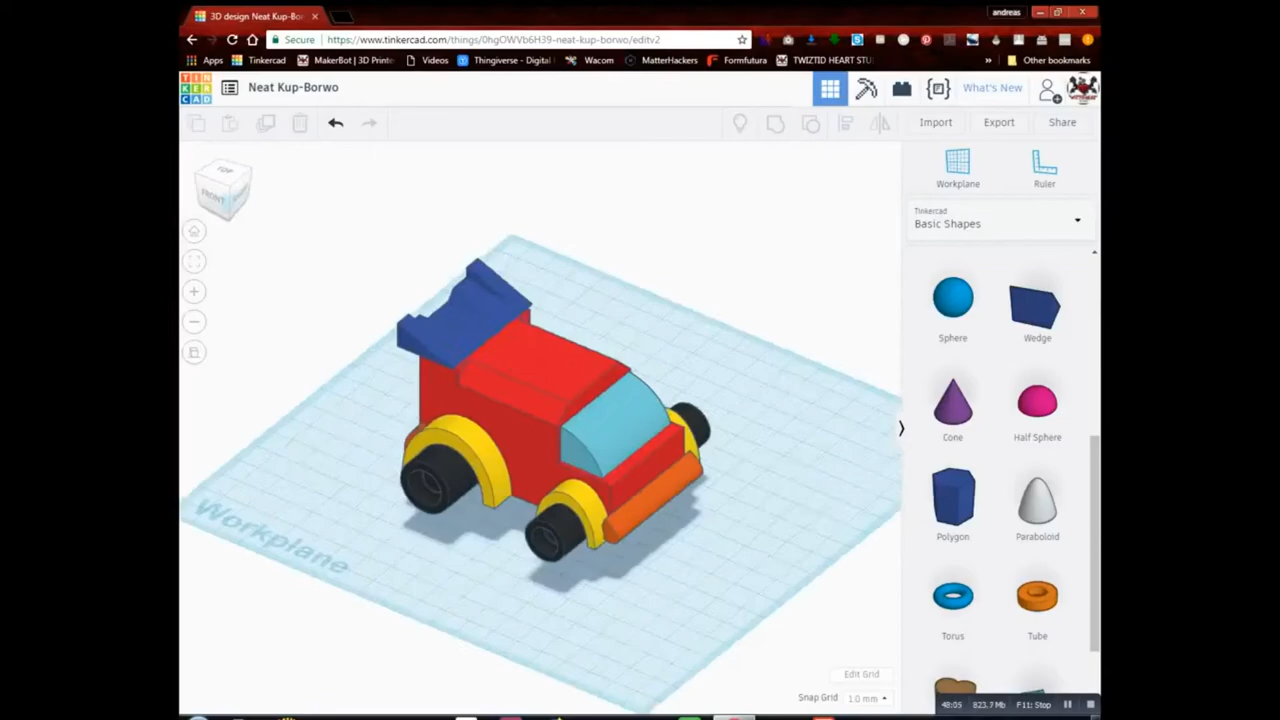 3D design Neat Kup-Bor
andreas
Secure https://www.tinkercad.com/things/0hgOWVb6H39-neat-kup-borwo/editv2
Apps Tinkercad MakerBot | 3D Printe Videos Thingiverse - Digital Wacom MatterHackers Formfutura TWIZTID HEART STU » Other bookmarks
TIN
KER
CAD
Neat Kup-Borwo
What's New
Import Export Share
TOP
FRONT
Workplane Ruler
Tinkercad
Basic Shapes
Sphere Wedge
Cone Half Sphere
Polygon Paraboloid
Torus Tube
Workplane
Edit Grid
Snap Grid 1.0 mm
48:05 823.7 Mb F11: Stop